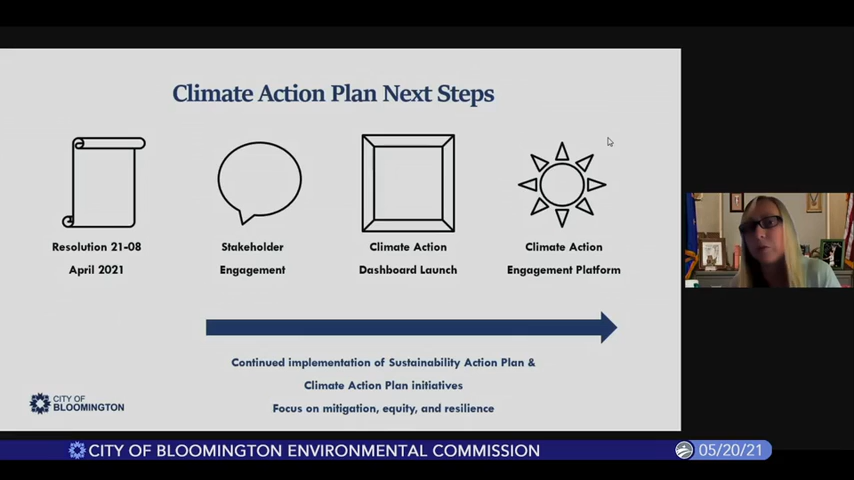 Climate Action Plan Next Steps
Resolution 21-08
April 2021
Stakeholder
Engagement
Climate Action
Dashboard Launch
Climate Action
Engagement Platform
Continued implementation of Sustainability Action Plan &
Climate Action Plan initiatives
Focus on mitigation, equity, and resilience
CITY OF
BLOOMINGTON
CITY OF BLOOMINGTON ENVIRONMENTAL COMMISSION
05/20/21